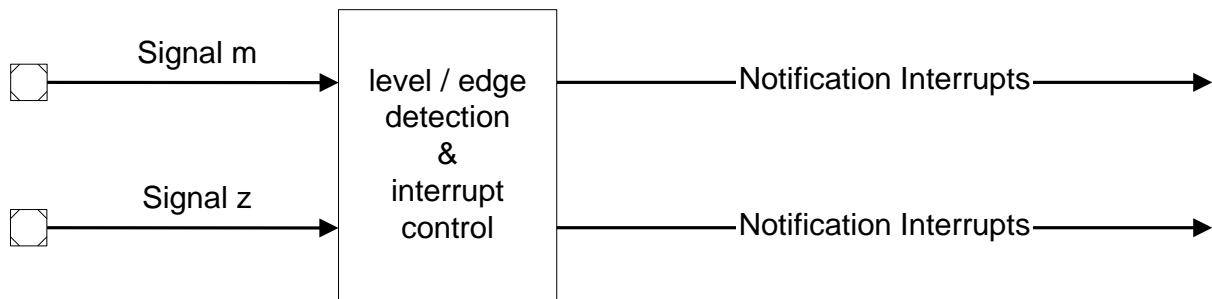 Signal m
level / edge
detection
&
interrupt
control
Notification Interrupts
Signal z
Notification Interrupts